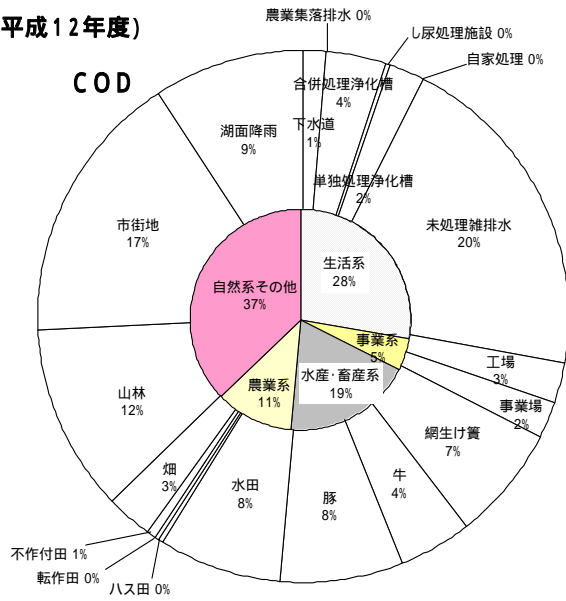 平成12年度)
COD
農業集落排水 0%
し尿処理施設 0%
自家処理 0%
合併処理浄化槽
4%
下水道
1%
単独処理浄化槽
2%
未処理雑排水
20%
湖面降雨
9%
市街地
17%
生活系
28%
自然系その他
37%
事業系
5%
水産・畜産系
19%
農業系
11%
工場
3%
事業場
2%
網生け簀
7%
牛
4%
豚
8%
水田
8%
山林
12%
畑
3%
不作付田 1%
転作田 0%
ハス田 0%